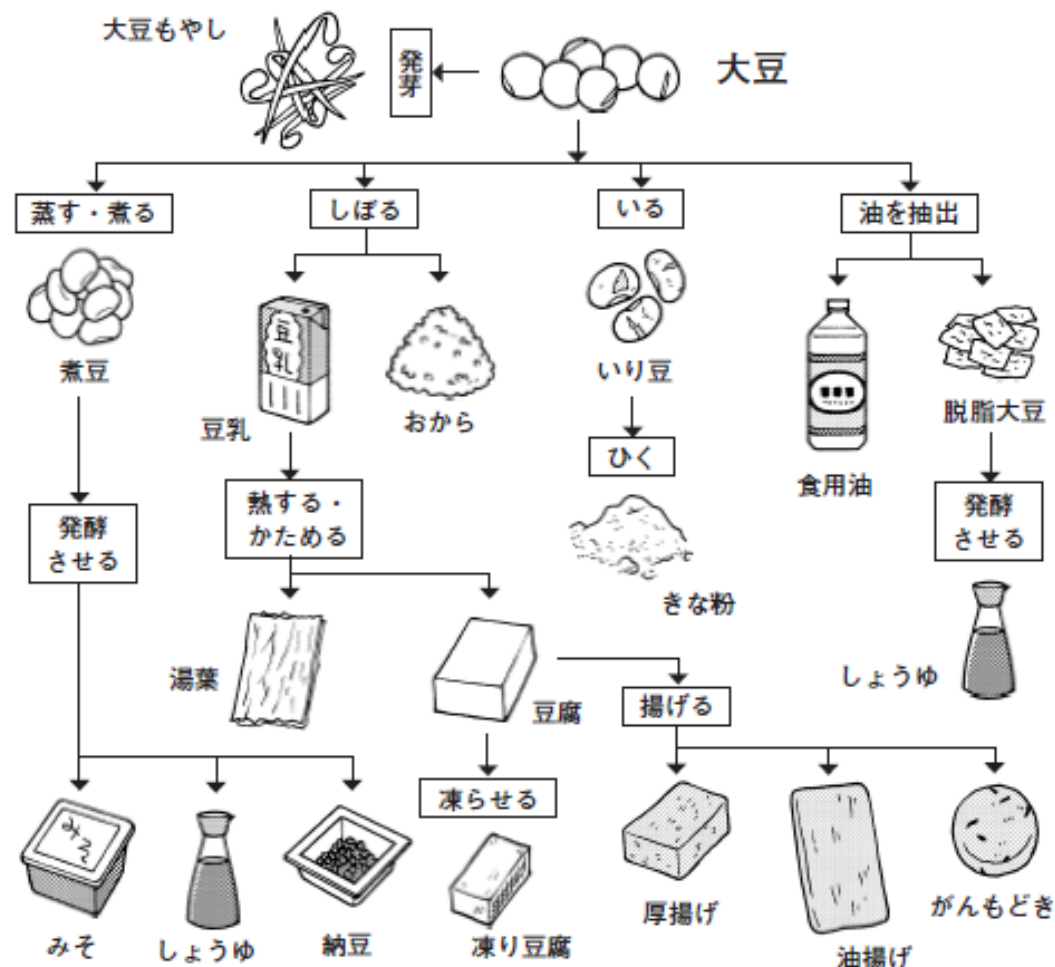 大豆もやし
発芽
大豆
蒸す・煮る
しぼる
いる
油を抽出
煮豆
豆乳
豆乳
おから
いり豆
食用油
脱脂大豆
ひく
発酵
させる
熱する・
かためる
きな粉
発酵
させる
湯葉
豆腐
揚げる
しょうゆ
凍らせる
みそ
みそ
しょうゆ
納豆
凍り豆腐
厚揚げ
油揚げ
がんもどき